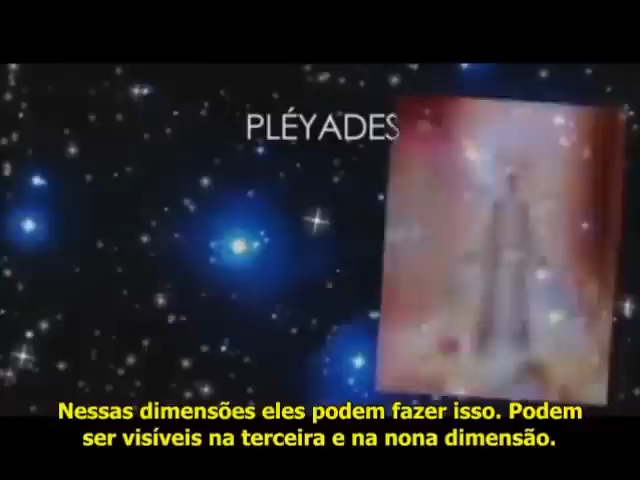 PLÉYADES
Nessas dimensões eles podem fazer isso. Podem
ser visíveis na terceira e na nona dimensão.